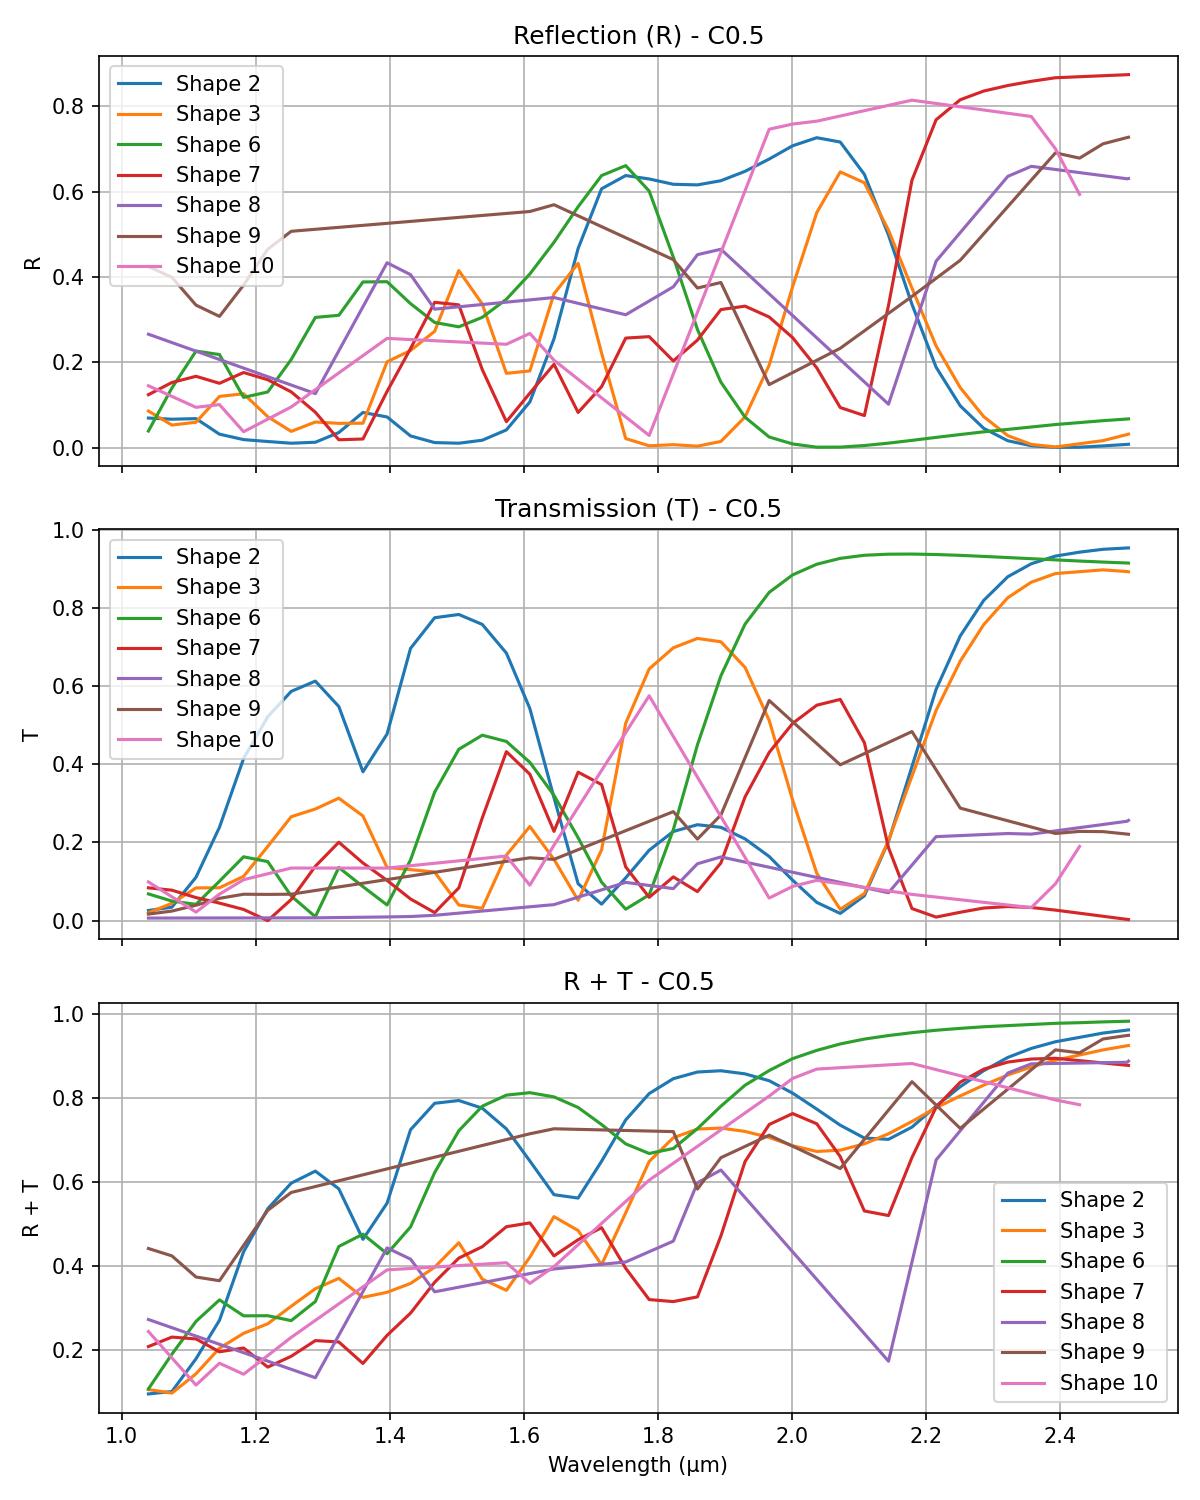 Reflection (R) - C0.5
R
0.8
0.6
0.4
0.2
0.0
Shape 2
Shape 3
Shape 6
Shape 7
Shape 8
Shape 9
Shape 10
Transmission (T) - C0.5
T
1.0
0.8
0.6
0.4
0.2
0.0
Shape 2
Shape 3
Shape 6
Shape 7
Shape 8
Shape 9
Shape 10
R + T - C0.5
R + T
1.0
0.8
0.6
0.4
0.2
Shape 2
Shape 3
Shape 6
Shape 7
Shape 8
Shape 9
Shape 10
1.0 1.2 1.4 1.6 1.8 2.0 2.2 2.4
Wavelength (μm)